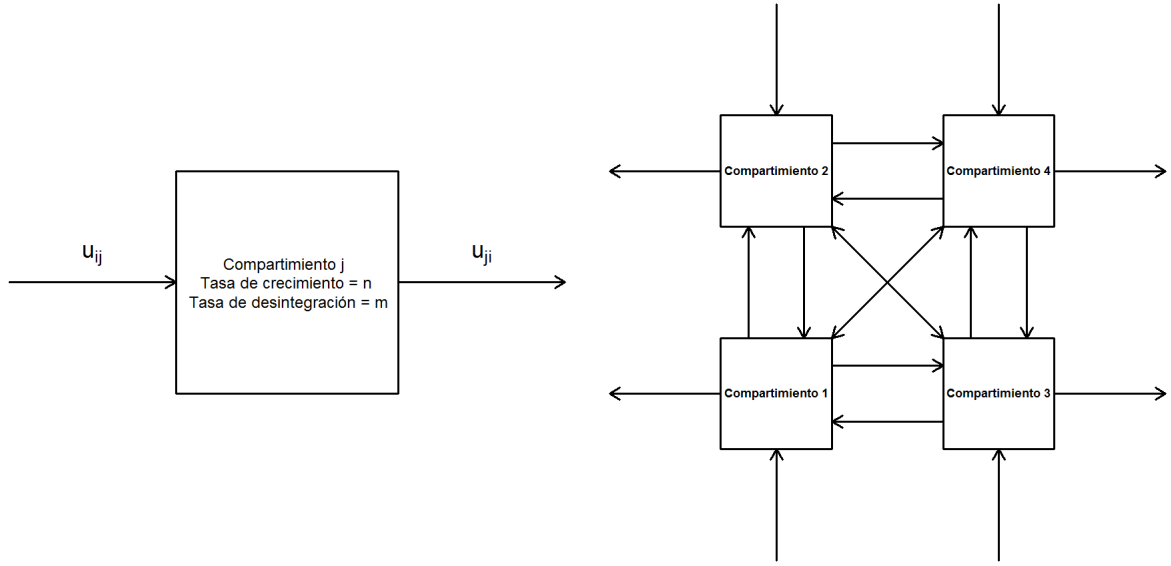 u_ij
u_ji
Compartimiento j
Tasa de crecimiento = n
Tasa de desintegración = m
Compartimiento 2
Compartimiento 4
Compartimiento 1
Compartimiento 3